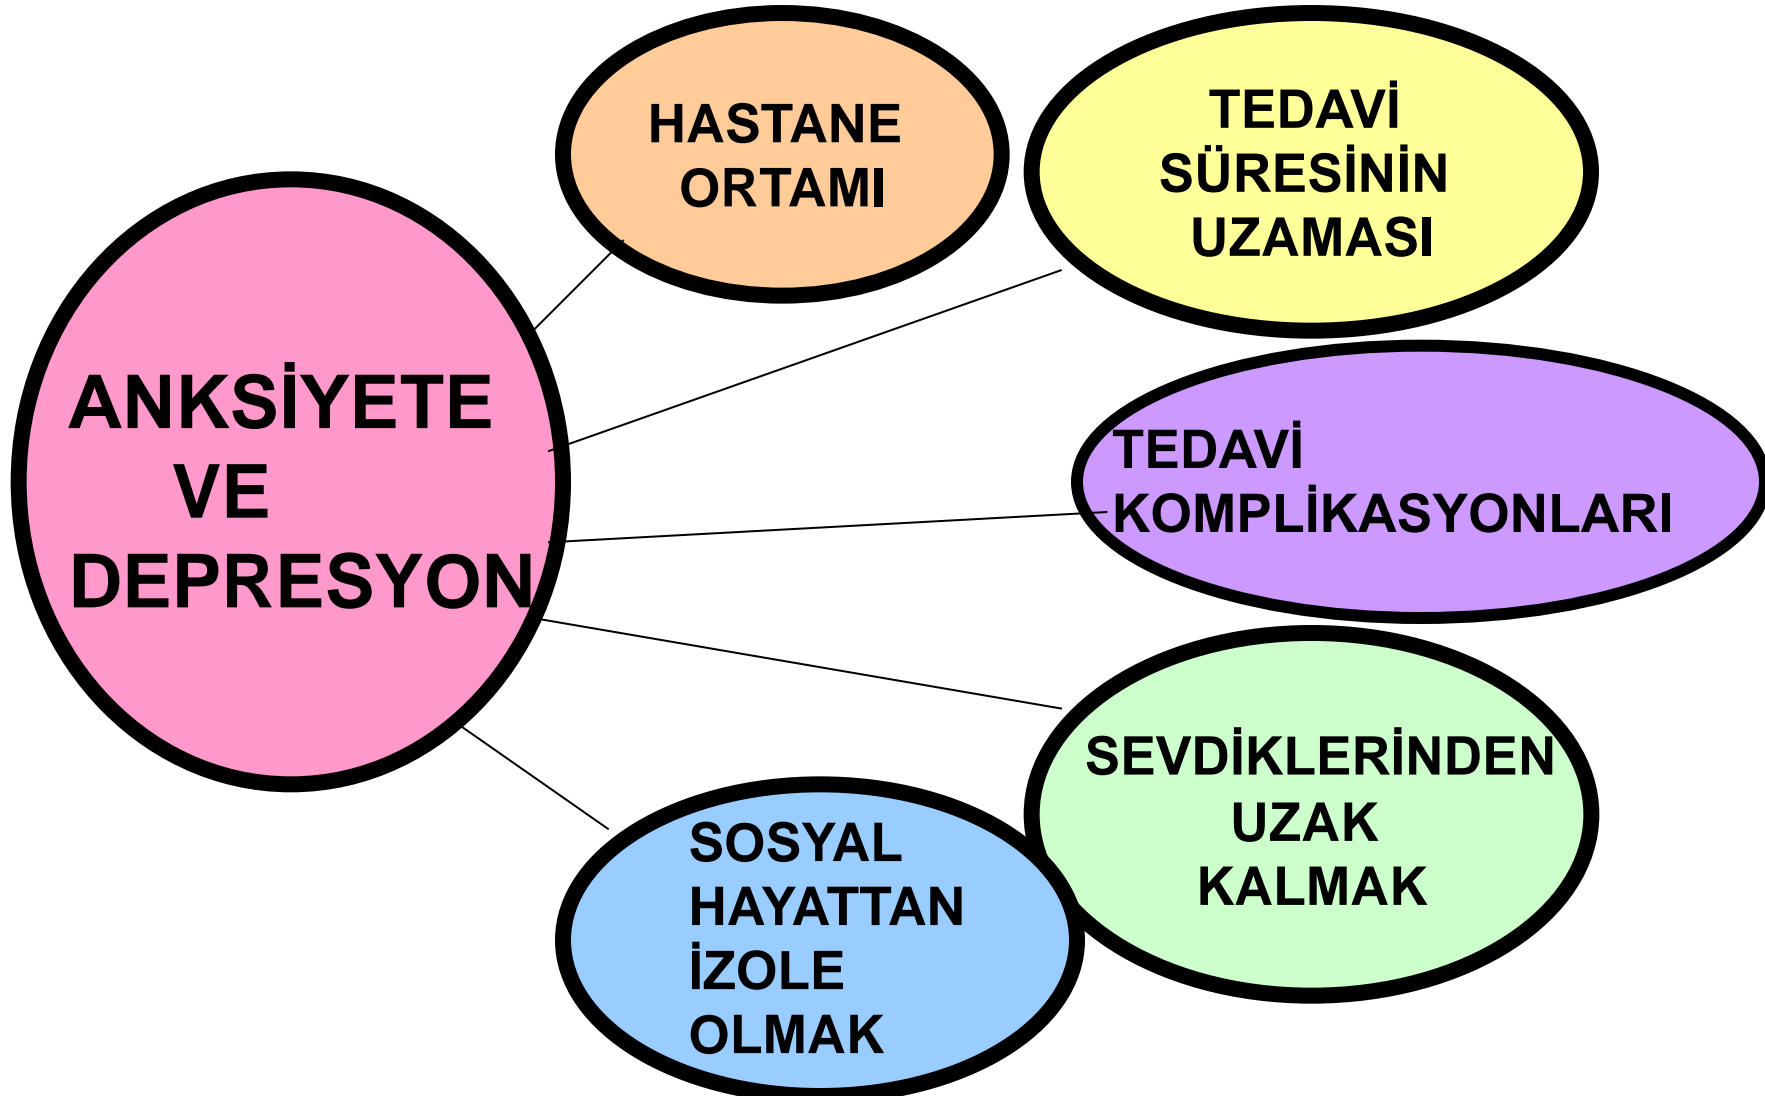 ANKSİYETE
VE
DEPRESYON
HASTANE
ORTAMI
TEDAVİ
SÜRESİNİN
UZAMASI
TEDAVİ
KOMPLİKASYONLARI
SEVDİKLERİNDEN
UZAK
KALMAK
SOSYAL
HAYATTAN
İZOLE
OLMAK